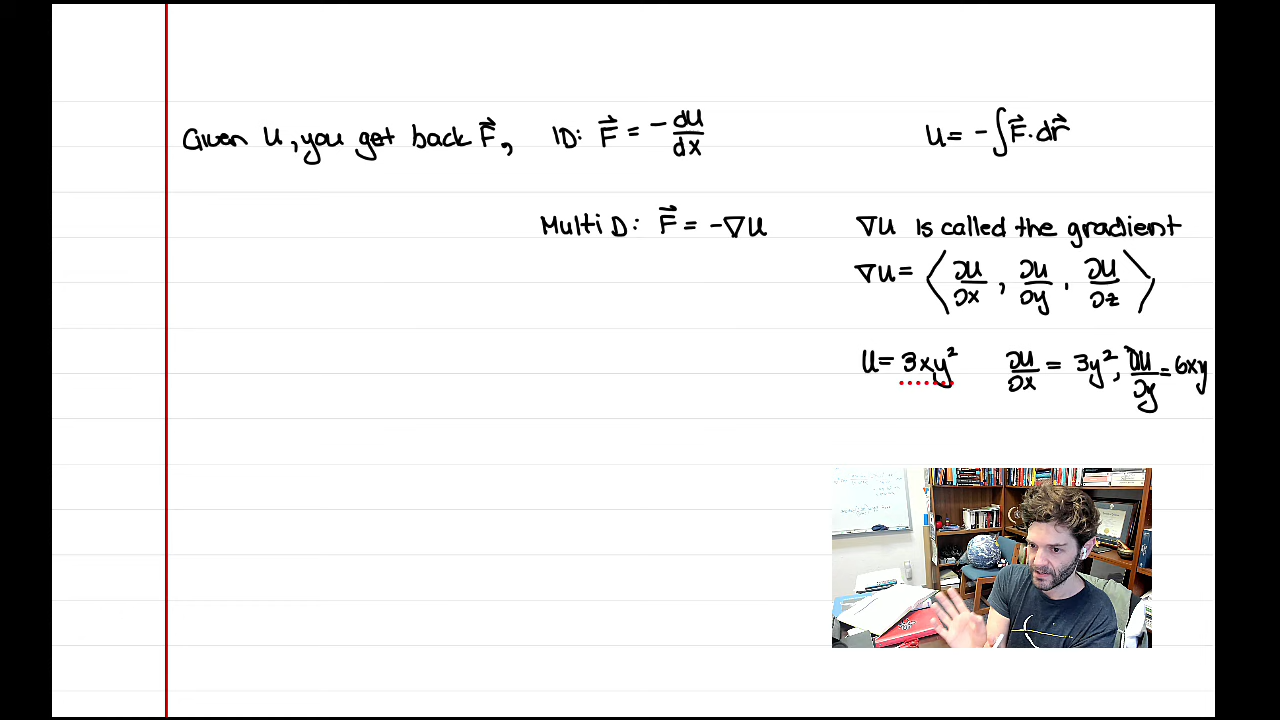 Given U, you get back F⃗, 1D: F⃗ = -dU/dx U = -∫F⃗·dr⃗
Multi D: F⃗ = -∇U ∇U is called the gradient
∇U = ⟨∂U/∂x, ∂U/∂y, ∂U/∂z⟩
U = 3xy² ∂U/∂x = 3y², ∂U/∂y = 6xy